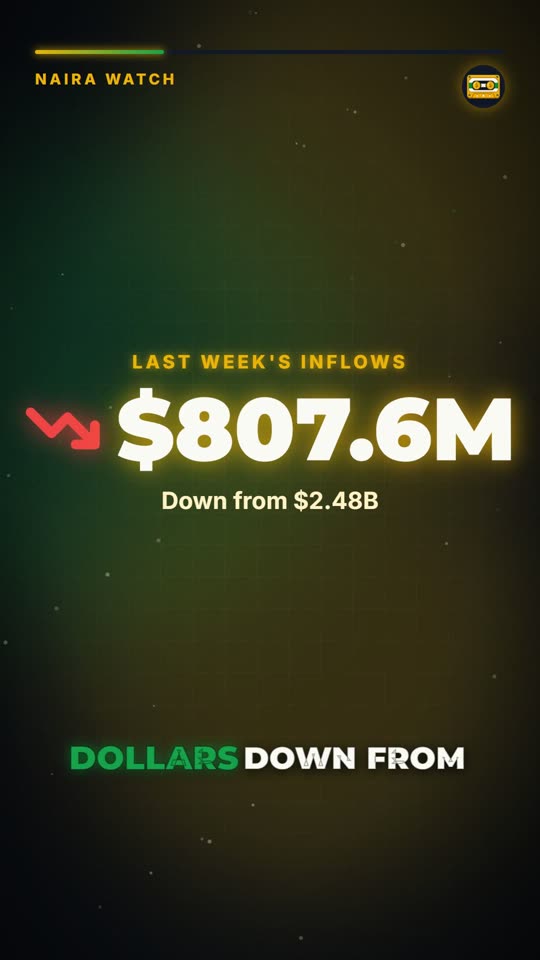 NAIRA WATCH
LAST WEEK'S INFLOWS
$807.6M
Down from $2.48B
DOLLARS DOWN FROM